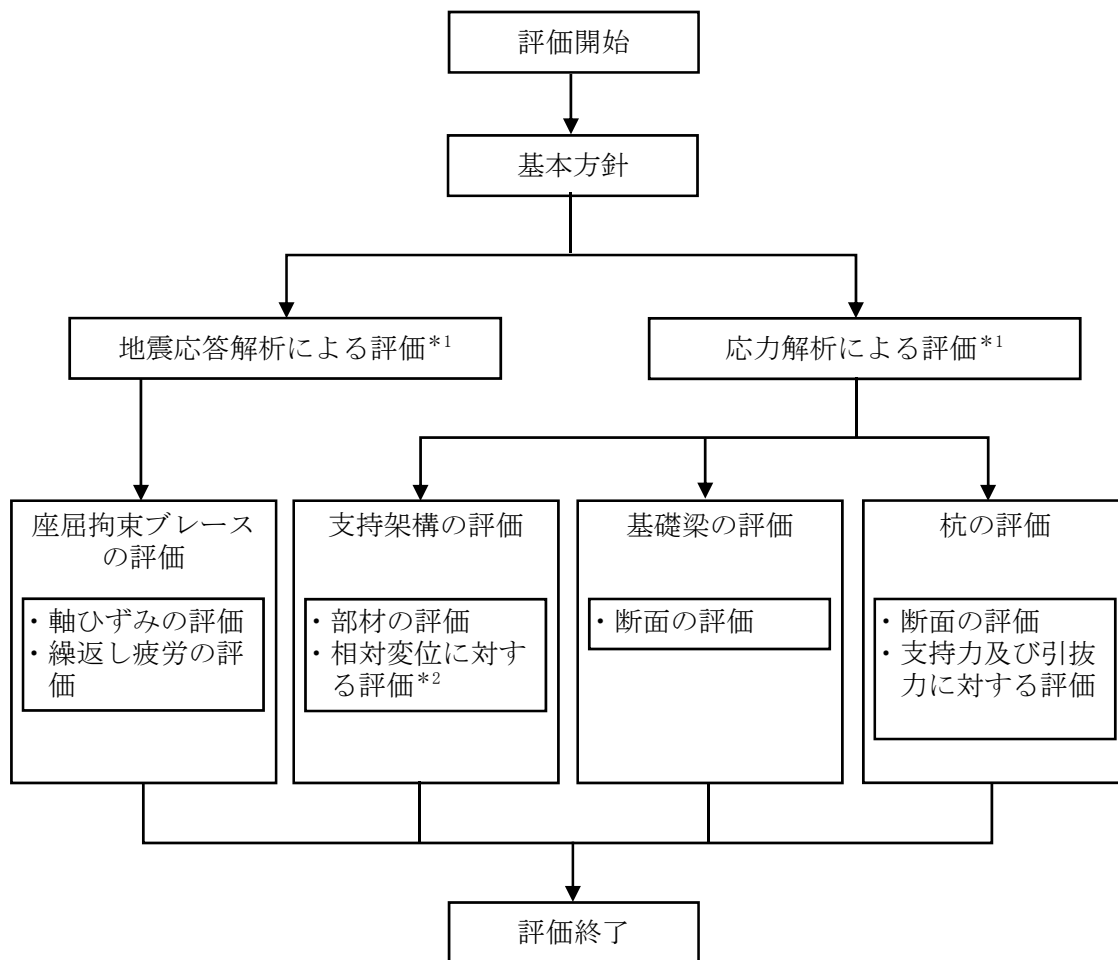 評価開始
基本方針
地震応答解析による評価*1
応力解析による評価*1
座屈拘束ブレース
の評価
・軸ひずみの評価
・繰返し疲労の評
価
支持架構の評価
・部材の評価
・相対変位に対す
る評価*2
基礎梁の評価
・断面の評価
杭の評価
・断面の評価
・支持力及び引抜
力に対する評価
評価終了